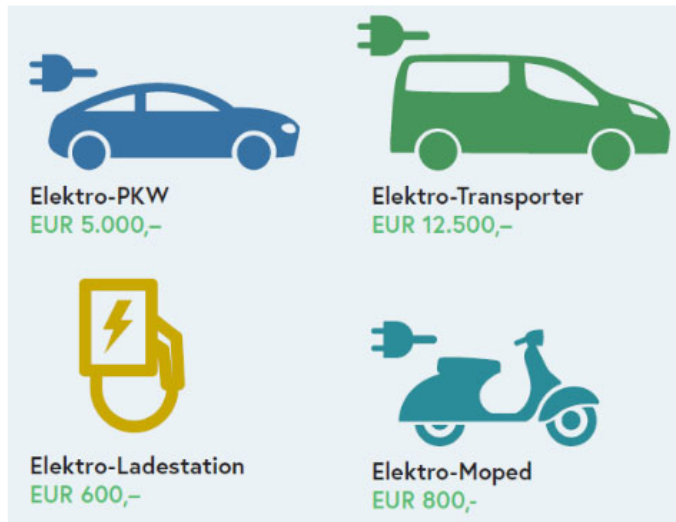 Elektro-PKW
EUR 5.000,–
Elektro-Transporter
EUR 12.500,–
Elektro-Ladestation
EUR 600,–
Elektro-Moped
EUR 800,-